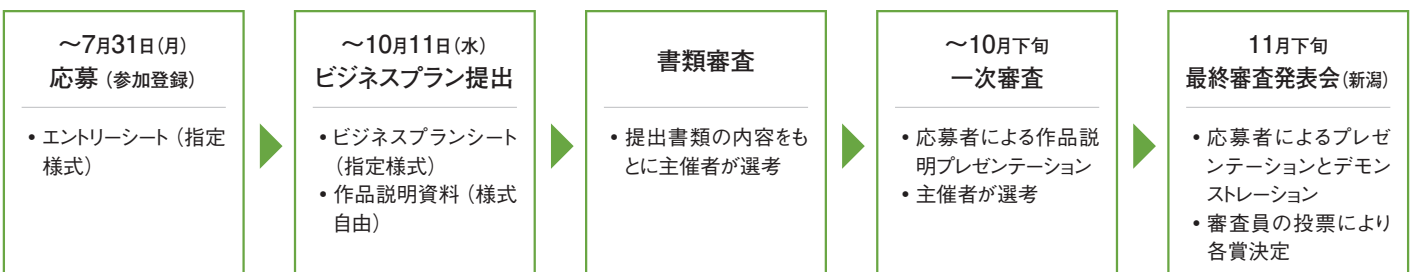 ～7月31日（月）
応募（参加登録）
• エントリーシート（指定
様式）
～10月11日（水）
ビジネスプラン提出
• ビジネスプランシート
（指定様式）
• 作品説明資料（様式
自由）
書類審査
• 提出書類の内容をも
とに主催者が選考
～10月下旬
一次審査
• 応募者による作品説
明プレゼンテーション
• 主催者が選考
11月下旬
最終審査発表会（新潟）
• 応募者によるプレゼ
ンテーションとデモン
ストレーション
• 審査員の投票により
各賞決定